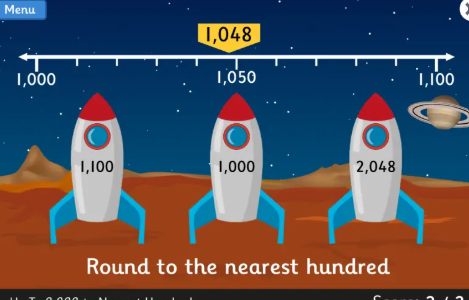 Menu
1,048
1,000 1,050 1,100
1,100 1,000 2,048
Round to the nearest hundred